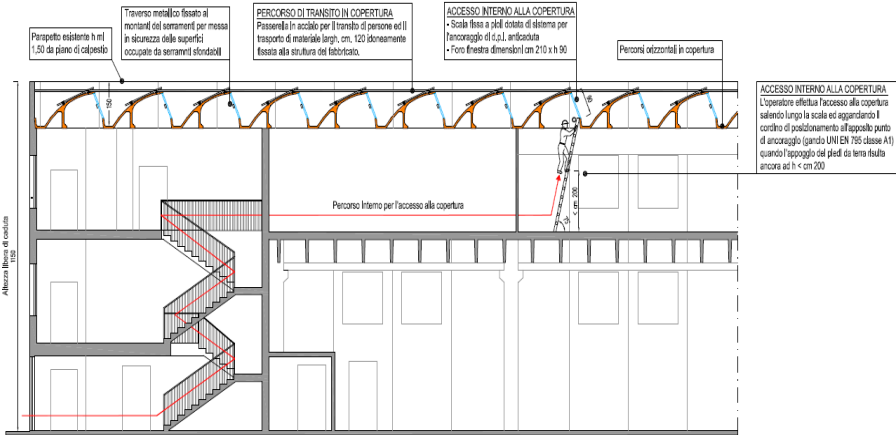 Parapetto esistente h ml
1,50 da piano di calpestio
Traverso metallico fissato ai
montanti dei serramenti per messa
in sicurezza delle superfici
occupate da serramnti sfondabili
PERCORSO DI TRANSITO IN COPERTURA
Passerella in acciaio per il transito di persone ed il
trasporto di materiale largh. cm. 120 idoneamente
fissata alla struttura del fabbricato.
ACCESSO INTERNO ALLA COPERTURA
- Scala fissa a pioli dotata di sistema per
l'ancoraggio di d.p.i. anticaduta
- Foro finestra dimensioni cm 210 x h 90
Percorsi orizzontali in copertura
ACCESSO INTERNO ALLA COPERTURA
L'operatore effettua l'accesso alla copertura
salendo lungo la scala ed agganciando il
cordino di posizionamento all'apposito punto
di ancoraggio (gancio UNI EN 795 classe A1)
quando l'appoggio dei piedi da terra risulta
ancora ad h < cm 200
150
90
Percorso interno per l'accesso alla copertura
< cm 200
75°
Altezza libera di caduta
1150